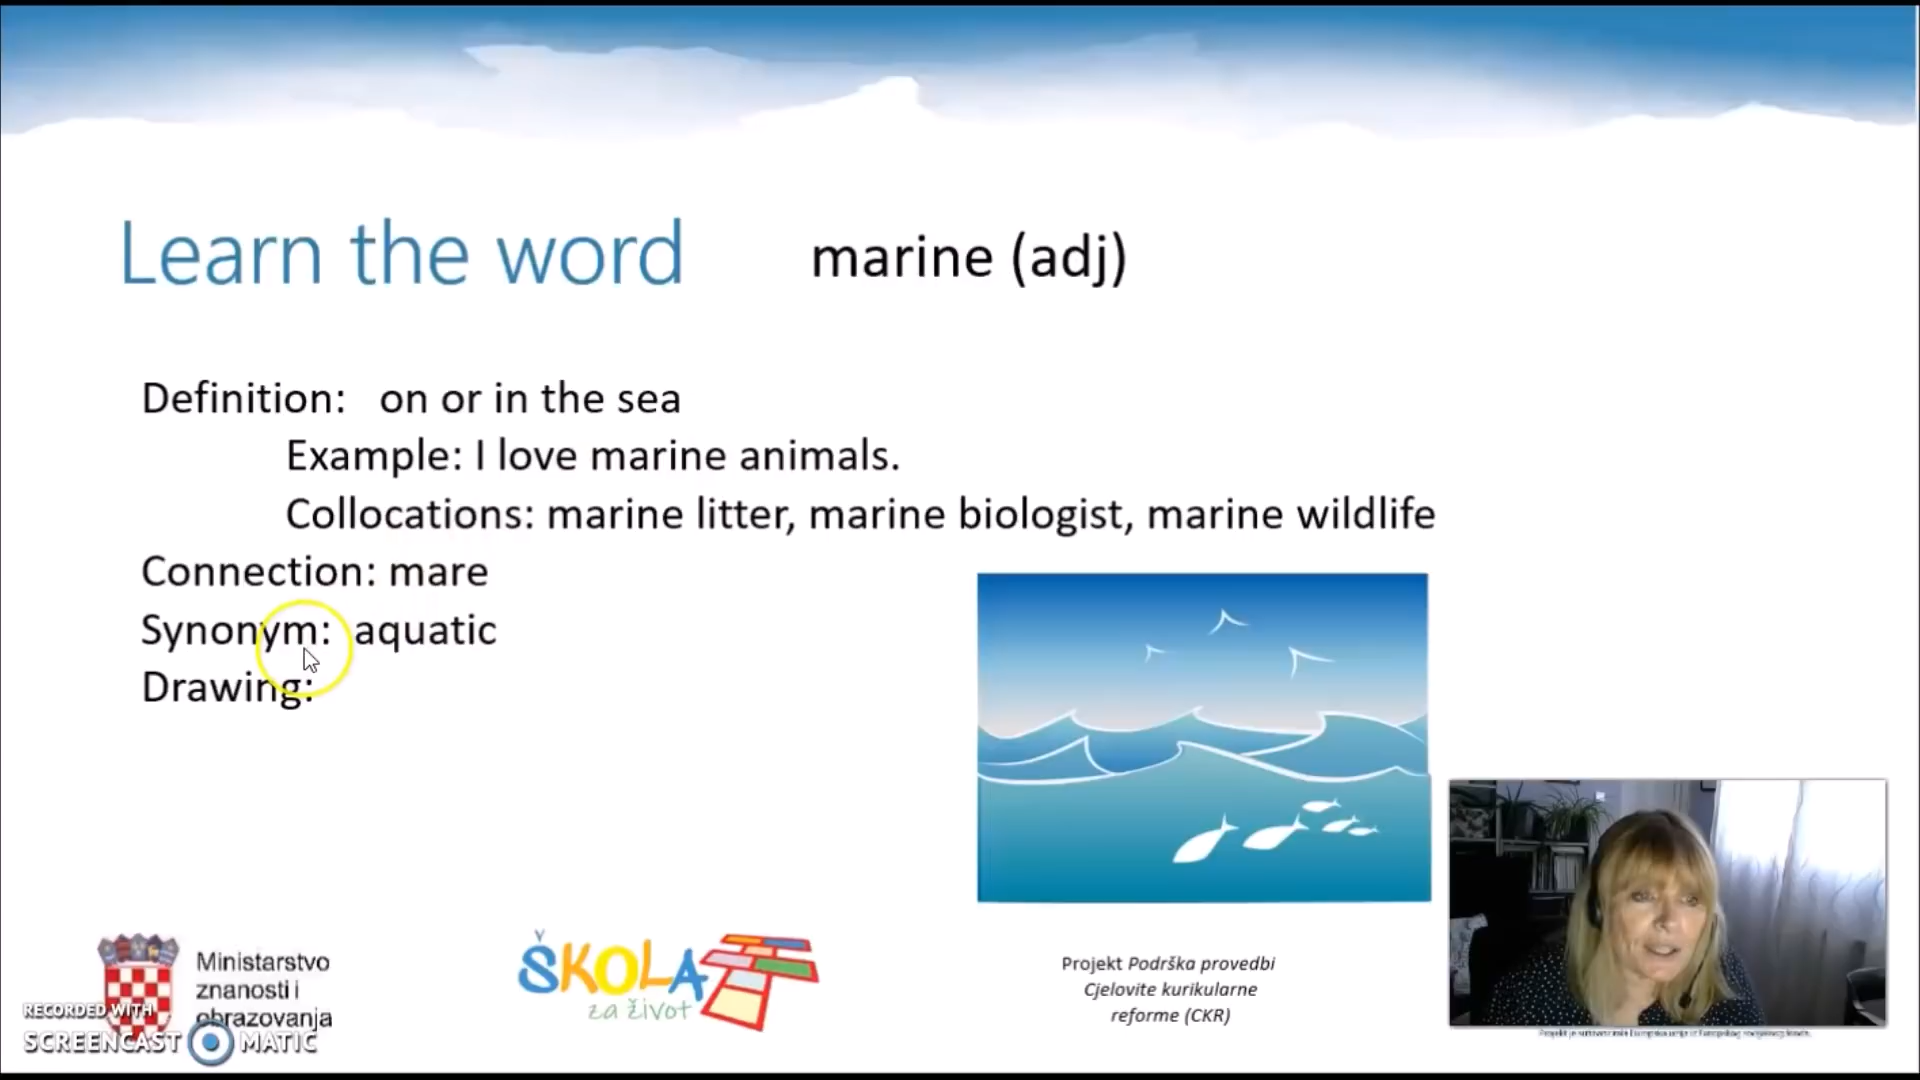 Learn the word
marine (adj)
Definition: on or in the sea
Example: I love marine animals.
Collocations: marine litter, marine biologist, marine wildlife
Connection: mare
Synonym: aquatic
Drawing:
Ministarstvo
znanosti i
obrazovanja
ŠKOLA
za život
Projekt Podrška provedbi
Cjelovite kurikularne
reforme (CKR)
RECORDED WITH
SCREENCAST MATIC